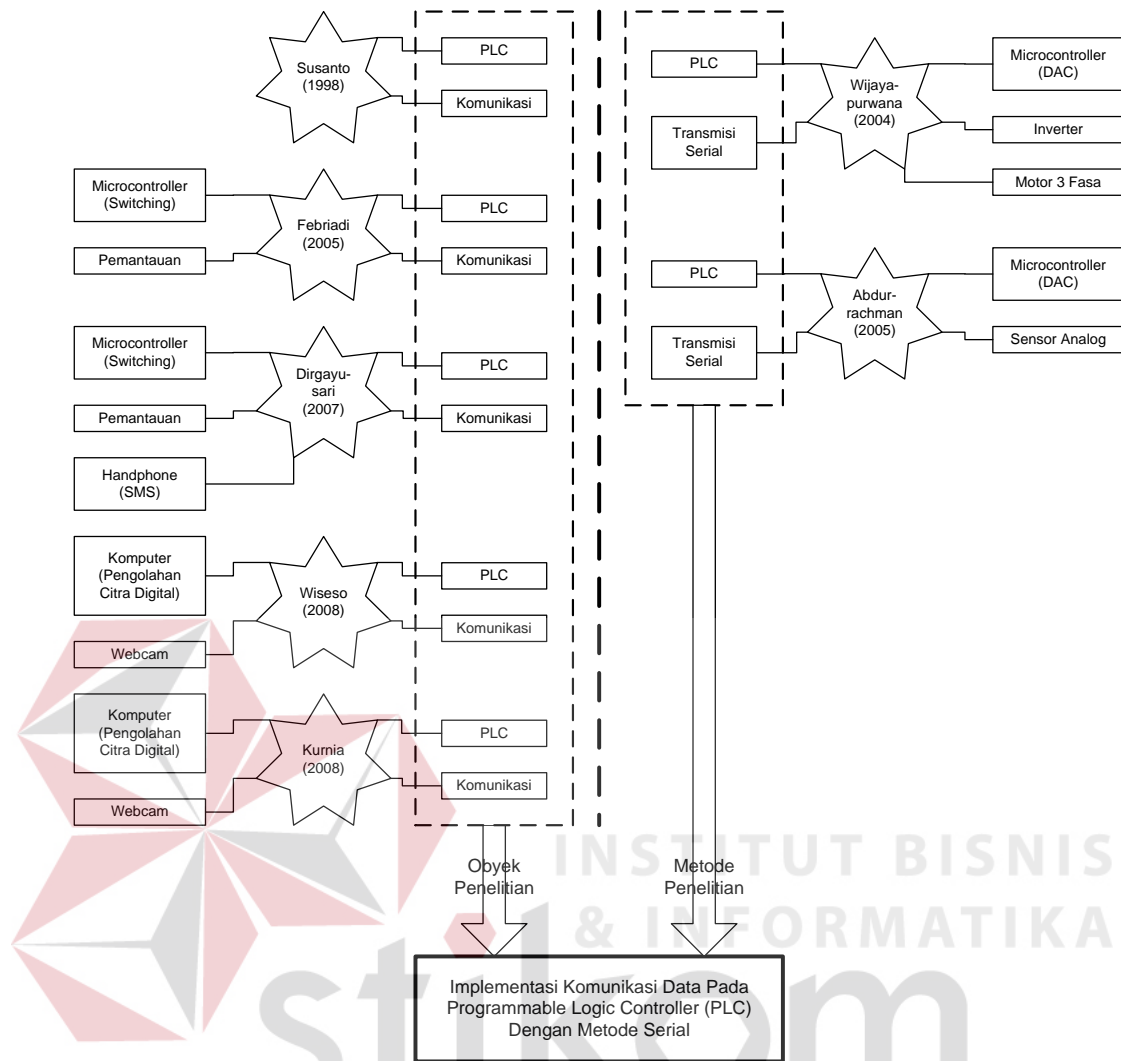 Susanto
(1998)
PLC
Komunikasi
Microcontroller
(Switching)
Pemantauan
Febriadi
(2005)
PLC
Komunikasi
Microcontroller
(Switching)
Pemantauan
Handphone
(SMS)
Dirgayu-
sari
(2007)
PLC
Komunikasi
Komputer
(Pengolahan
Citra Digital)
Webcam
Wiseso
(2008)
PLC
Komunikasi
Komputer
(Pengolahan
Citra Digital)
Webcam
Kurnia
(2008)
PLC
Komunikasi
PLC
Transmisi
Serial
Wijaya-
purwana
(2004)
Microcontroller
(DAC)
Inverter
Motor 3 Fasa
PLC
Transmisi
Serial
Abdur-
rachman
(2005)
Microcontroller
(DAC)
Sensor Analog
Obyek
Penelitian
Metode
Penelitian
INSTITUT BISNIS
& INFORMATIKA
stikom
Implementasi Komunikasi Data Pada
Programmable Logic Controller (PLC)
Dengan Metode Serial